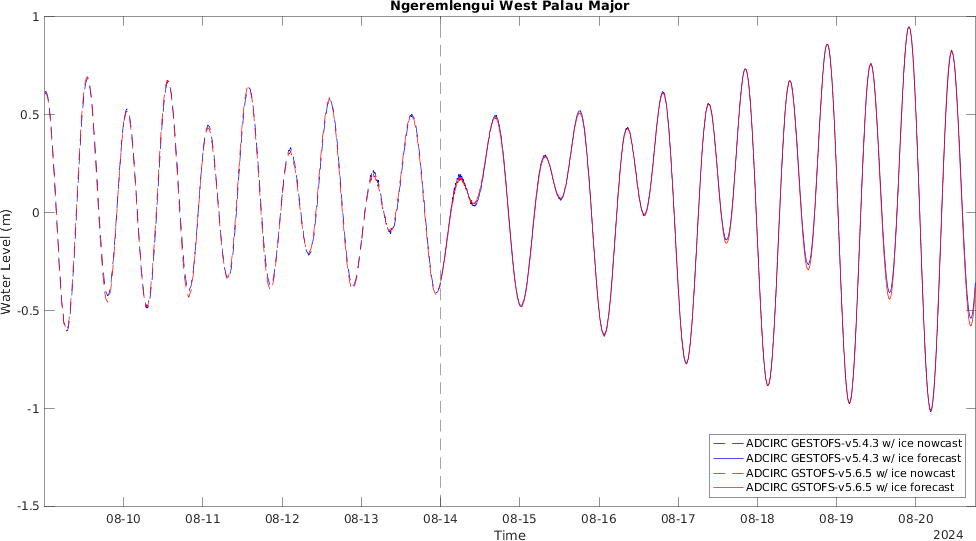 Ngeremlengui West Palau Major
Water Level (m)
1
0.5
0
-0.5
-1
-1.5
ADCIRC GESTOFS-v5.4.3 w/ ice nowcast
ADCIRC GESTOFS-v5.4.3 w/ ice forecast
ADCIRC GSTOFS-v5.6.5 w/ ice nowcast
ADCIRC GSTOFS-v5.6.5 w/ ice forecast
08-10 08-11 08-12 08-13 08-14 08-15 08-16 08-17 08-18 08-19 08-20
Time
2024